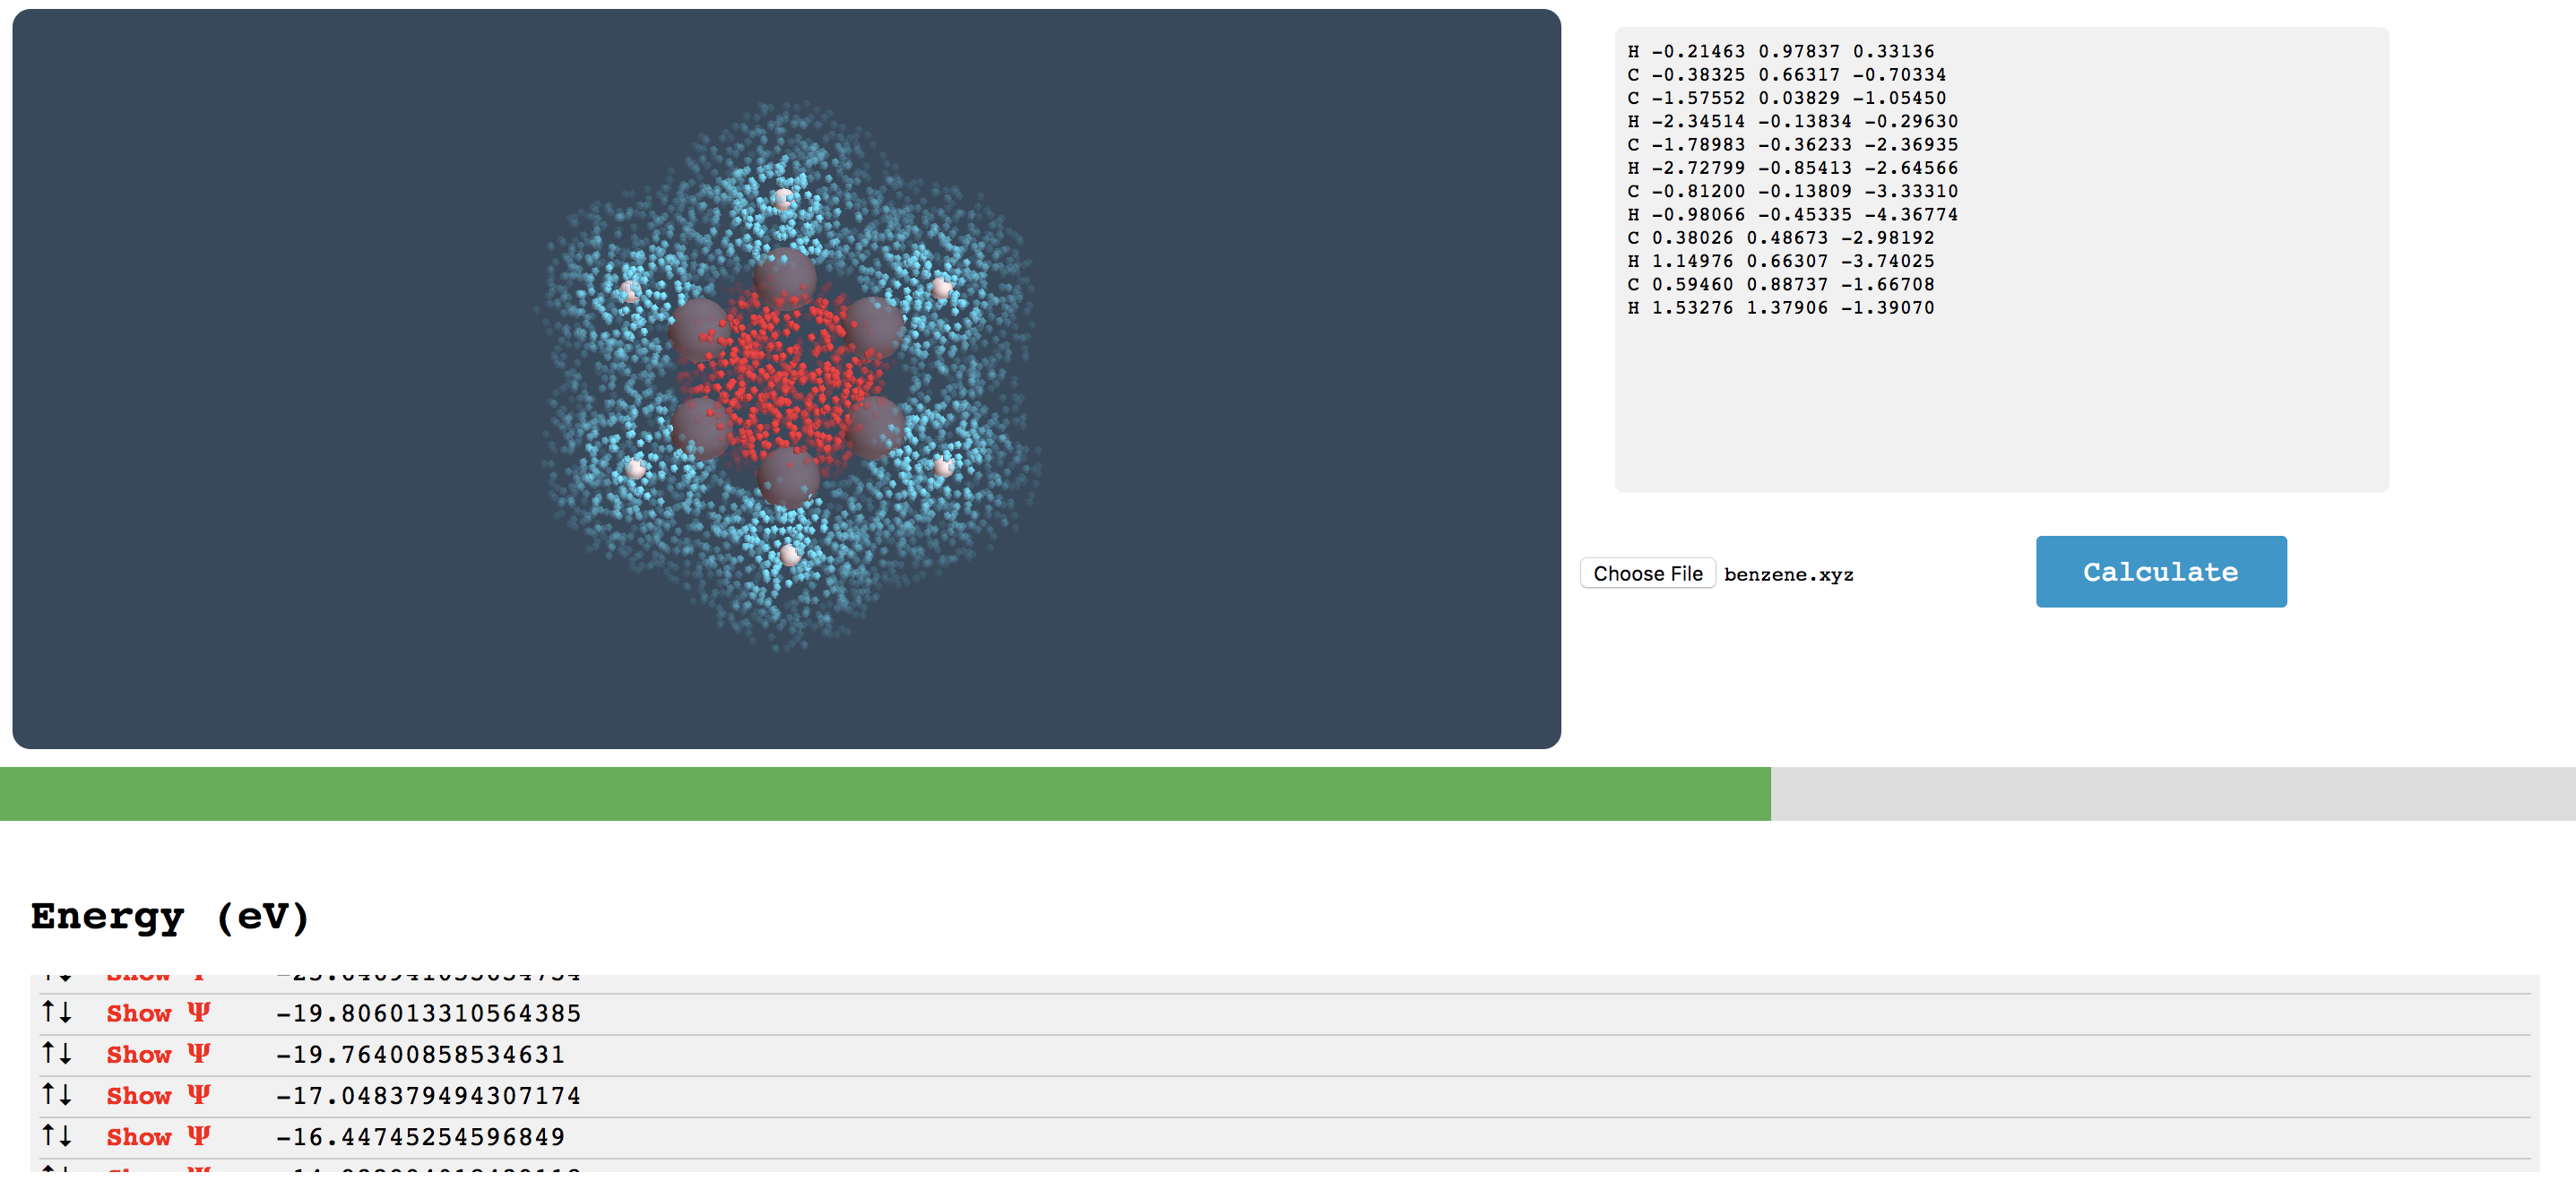 H -0.21463 0.97837 0.33136
C -0.38325 0.66317 -0.70334
C -1.57552 0.03829 -1.05450
H -2.34514 -0.13834 -0.29630
C -1.78983 -0.36233 -2.36935
H -2.72799 -0.85413 -2.64566
C -0.81200 -0.13809 -3.33310
H -0.98066 -0.45335 -4.36774
C 0.38026 0.48673 -2.98192
H 1.14976 0.66307 -3.74025
C 0.59460 0.88737 -1.66708
H 1.53276 1.37906 -1.39070
Choose File benzene.xyz
Calculate
Energy (eV)
↑↓ Show Ψ
↑↓ Show Ψ -19.806013310564385
↑↓ Show Ψ -19.76400858534631
↑↓ Show Ψ -17.048379494307174
↑↓ Show Ψ -16.44745254596849